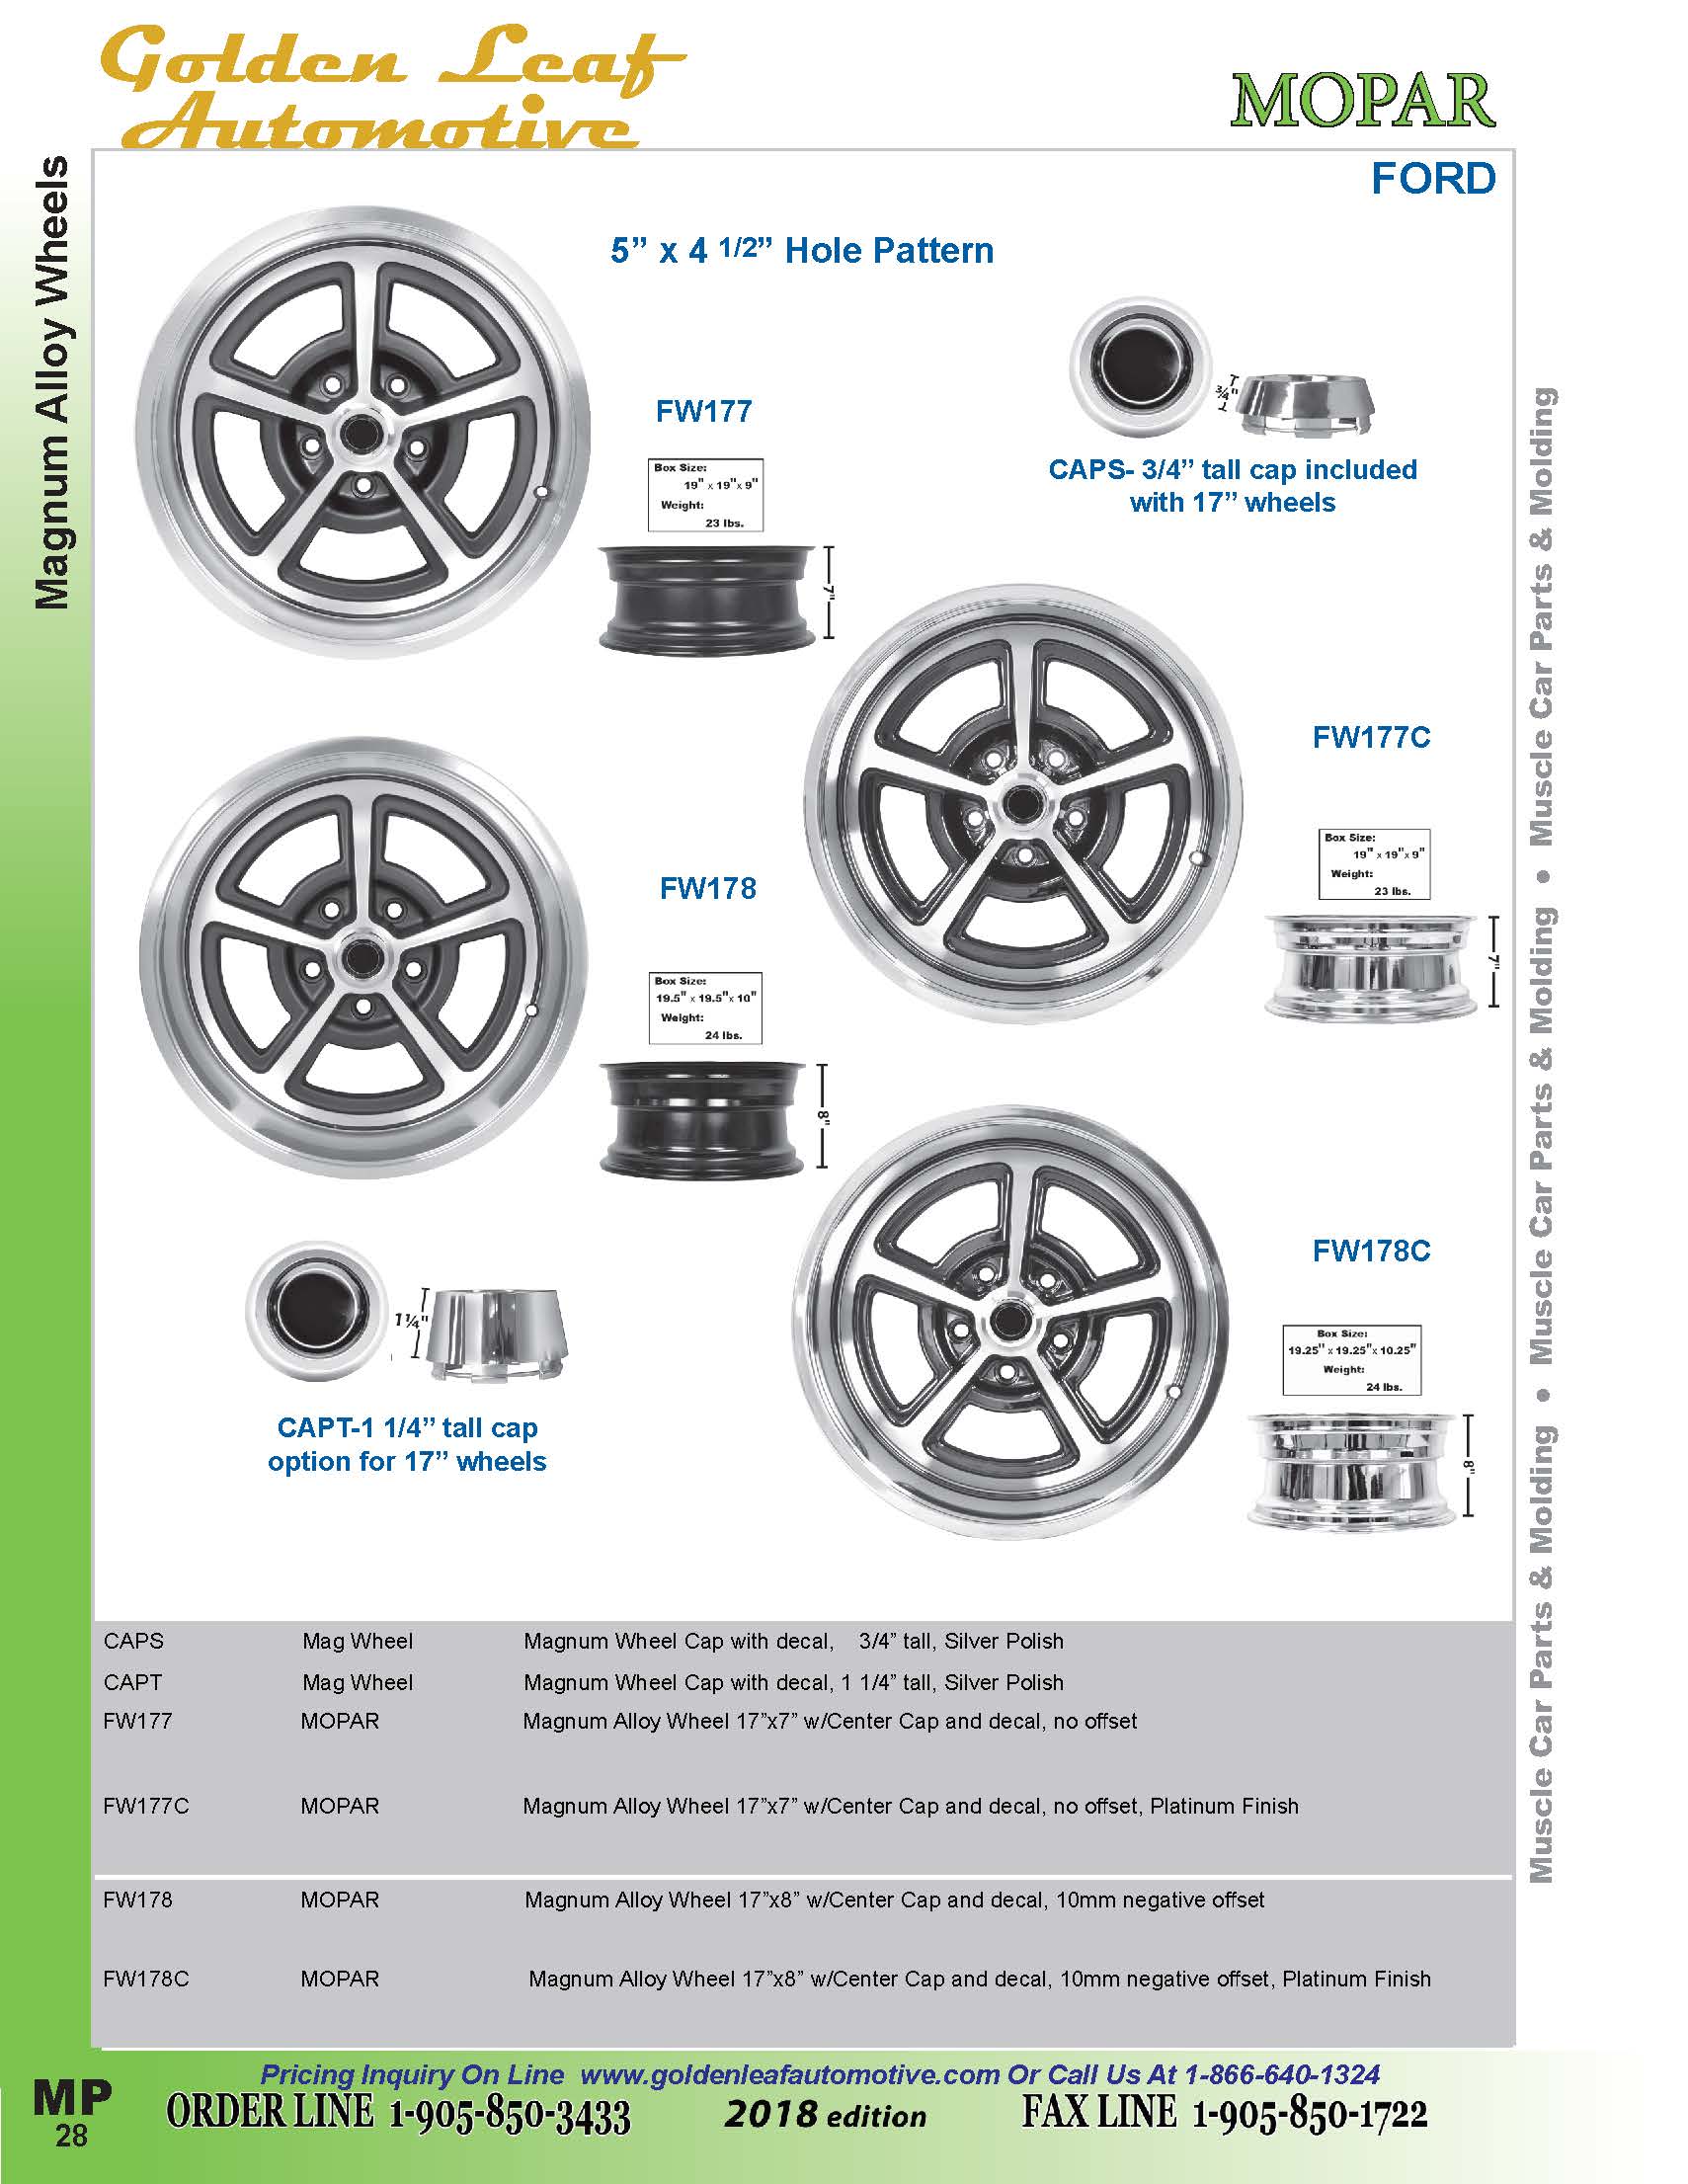 Golden Leaf
Automotive
MOPAR
FORD
Magnum Alloy Wheels
5” x 4 1/2” Hole Pattern
FW177
Box Size:
19" x 19"x 9"
Weight:
23 lbs.
7"
3/4"
CAPS- 3/4” tall cap included
with 17” wheels
FW177C
Box Size:
19" x 19"x 9"
Weight:
23 lbs.
7"
FW178
Box Size:
19.5" x 19.5"x 10"
Weight:
24 lbs.
8"
1 1/4"
CAPT-1 1/4” tall cap
option for 17” wheels
FW178C
Box Size:
19.25" x 19.25"x 10.25"
Weight:
24 lbs.
8"
CAPS Mag Wheel Magnum Wheel Cap with decal, 3/4” tall, Silver Polish
CAPT Mag Wheel Magnum Wheel Cap with decal, 1 1/4” tall, Silver Polish
FW177 MOPAR Magnum Alloy Wheel 17”x7” w/Center Cap and decal, no offset
FW177C MOPAR Magnum Alloy Wheel 17”x7” w/Center Cap and decal, no offset, Platinum Finish
FW178 MOPAR Magnum Alloy Wheel 17”x8” w/Center Cap and decal, 10mm negative offset
FW178C MOPAR Magnum Alloy Wheel 17”x8” w/Center Cap and decal, 10mm negative offset, Platinum Finish
Muscle Car Parts & Molding • Muscle Car Parts & Molding • Muscle Car Parts & Molding
Pricing Inquiry On Line www.goldenleafautomotive.com Or Call Us At 1-866-640-1324
MP
28
ORDER LINE 1-905-850-3433 2018 edition FAX LINE 1-905-850-1722